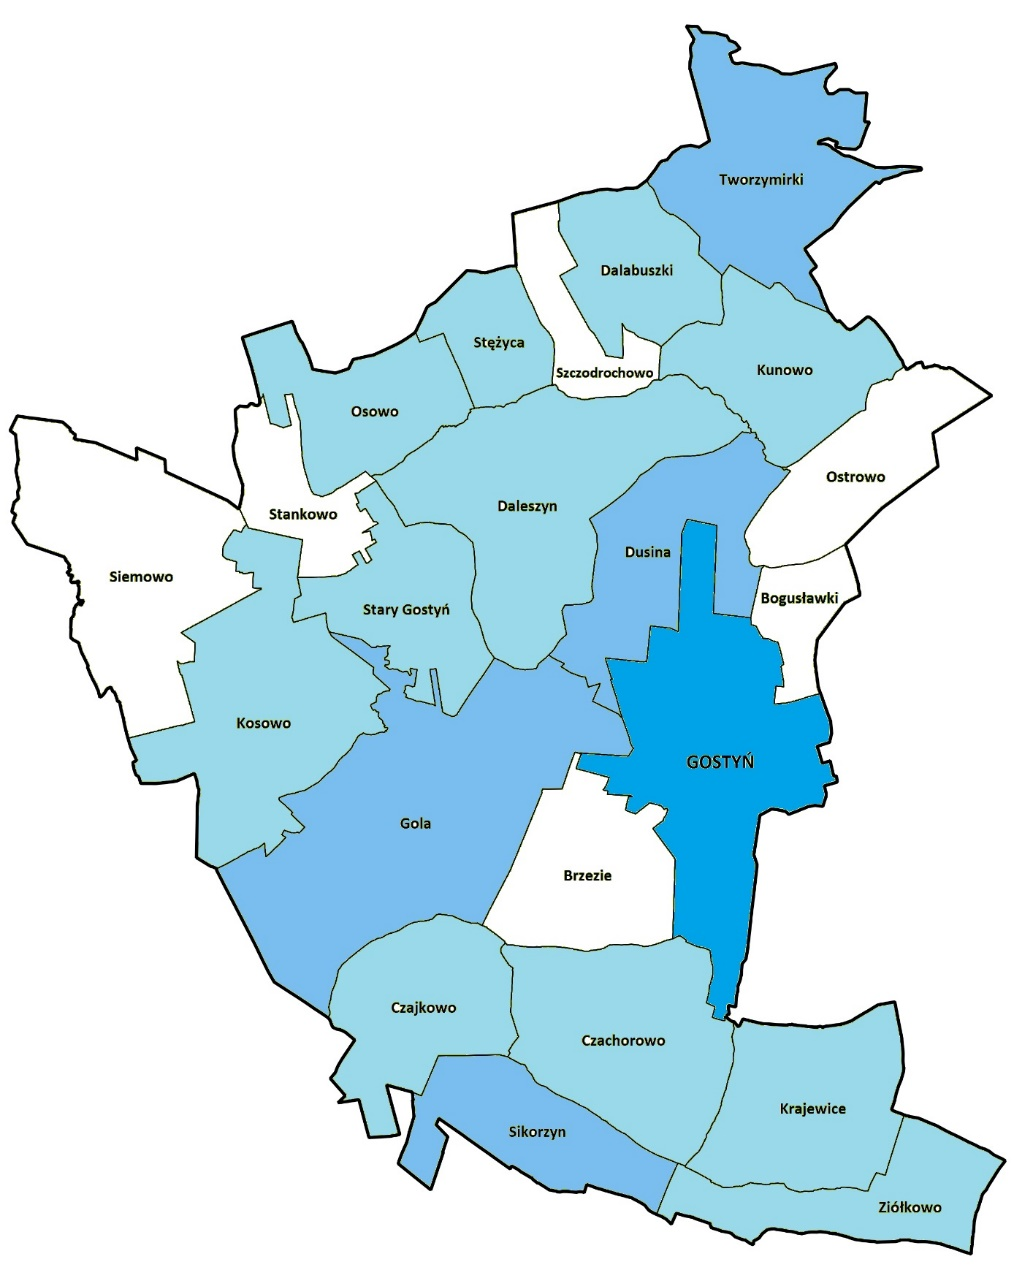 Tworzymirki
Dalabuszki
Stężyca
Szczodrochowo
Kunowo
Osowo
Ostrowo
Daleszyn
Stankowo
Dusina
Siemowo
Bogusławki
Stary Gostyń
Kosowo
GOSTYŃ
Gola
Brzezie
Czajkowo
Czachorowo
Krajewice
Sikorzyn
Ziółkowo